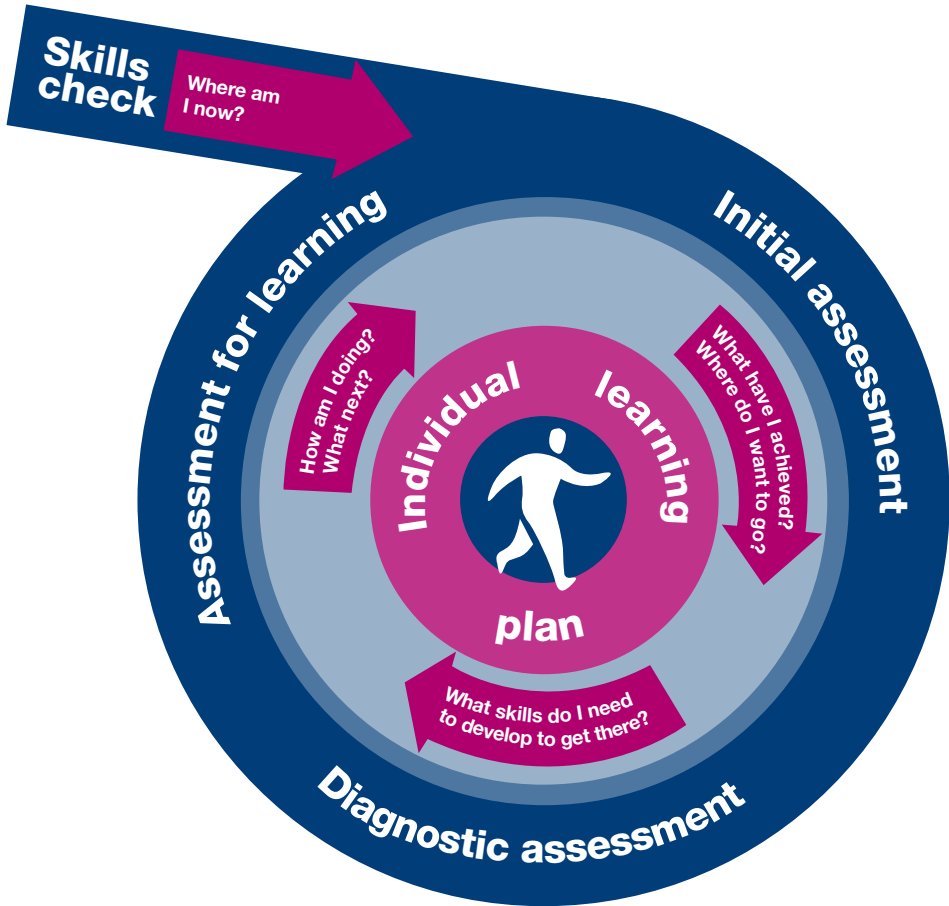 Skills
check
Where am
I now?
Initial assessment
What have I achieved?
Where do I want to go?
Diagnostic assessment
What skills do I need
to develop to get there?
Assessment for learning
How am I doing?
What next?
Individual learning
plan